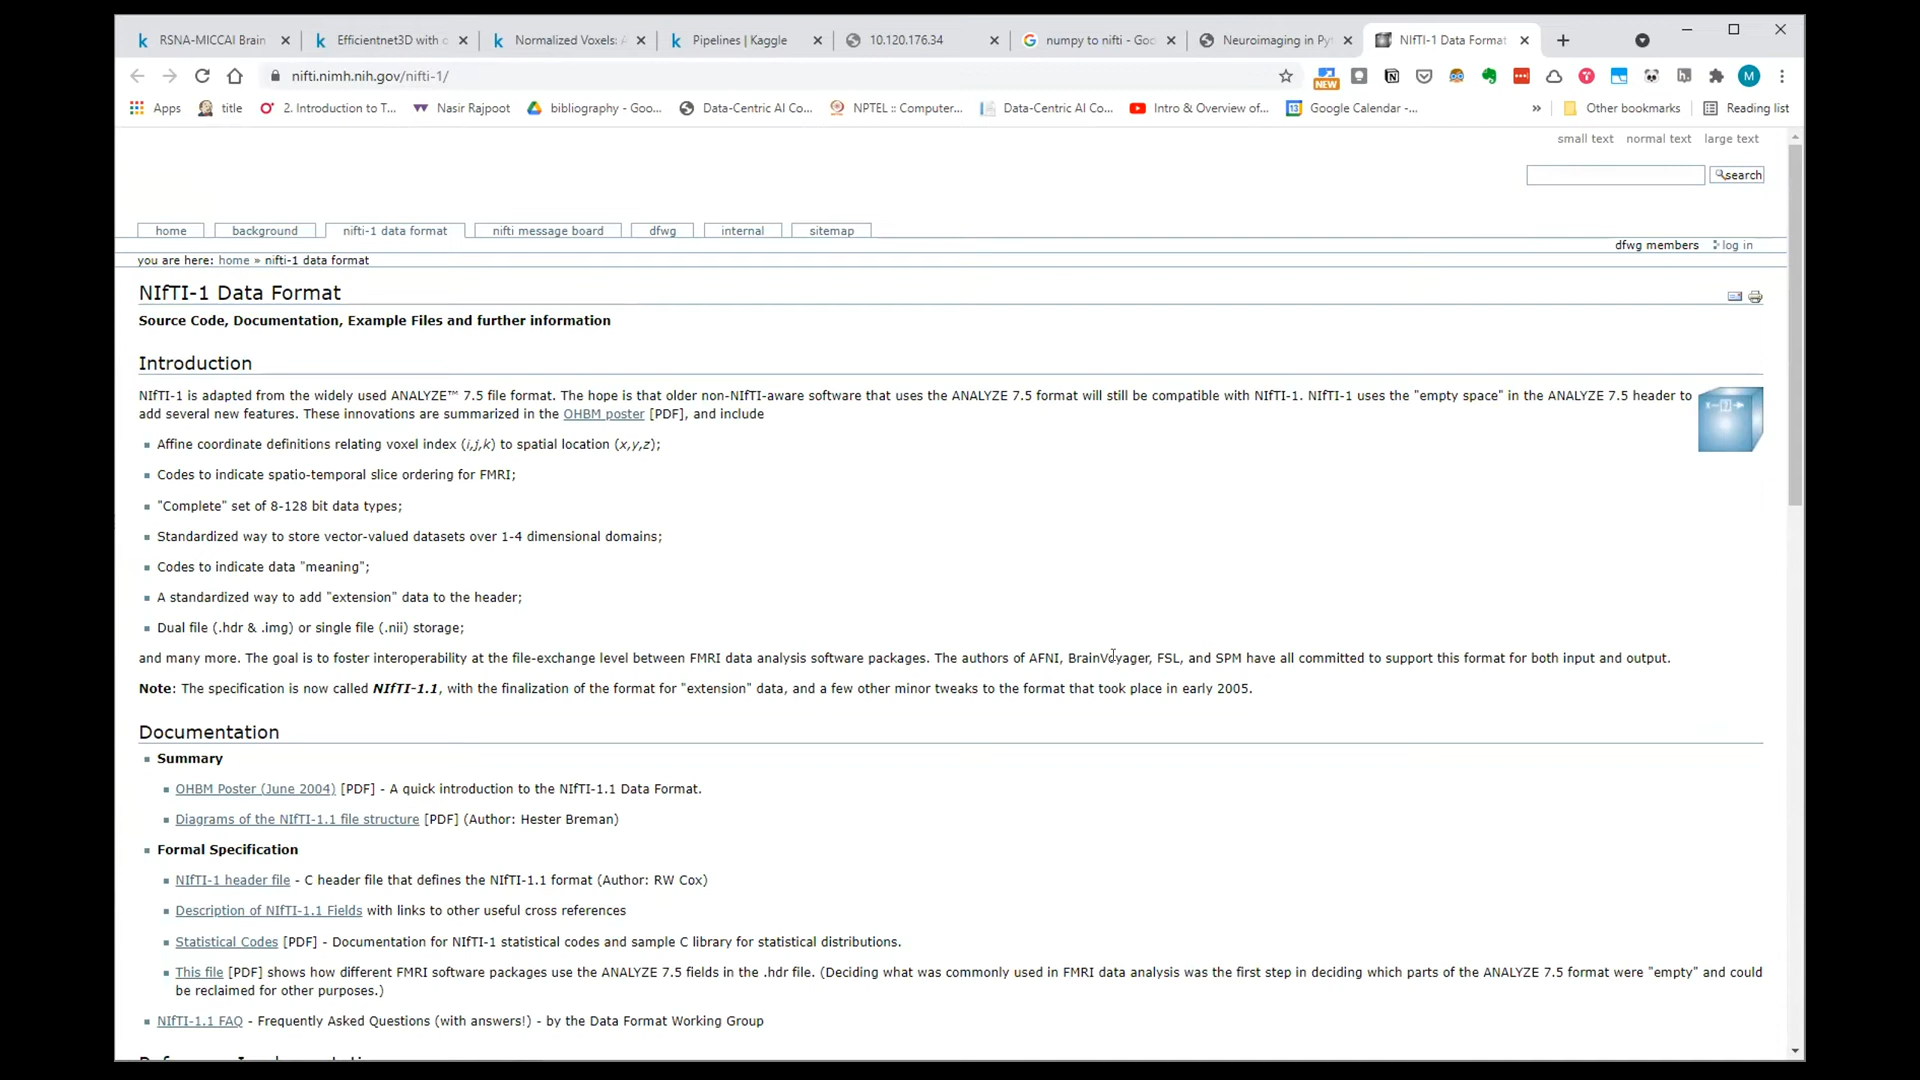 RSNA-MICCAI Brain
Efficientnet3D with
Normalized Voxels: A
Pipelines | Kaggle
10.120.176.34
numpy to nifti - Goo
Neuroimaging in Pyt
NIfTI-1 Data Format
nifti.nimh.nih.gov/nifti-1/
NEW
M
Apps
title
2. Introduction to T...
Nasir Rajpoot
bibliography - Goo...
Data-Centric AI Co...
NPTEL :: Computer...
Data-Centric AI Co...
Intro & Overview of...
Google Calendar -...
»
Other bookmarks
Reading list
small text normal text large text
search
home background nifti-1 data format nifti message board dfwg internal sitemap
dfwg members log in
you are here: home » nifti-1 data format
NIfTI-1 Data Format
Source Code, Documentation, Example Files and further information
Introduction
NIfTI-1 is adapted from the widely used ANALYZE™ 7.5 file format. The hope is that older non-NIfTI-aware software that uses the ANALYZE 7.5 format will still be compatible with NIfTI-1. NIfTI-1 uses the "empty space" in the ANALYZE 7.5 header to
add several new features. These innovations are summarized in the OHBM poster [PDF], and include
Affine coordinate definitions relating voxel index (i,j,k) to spatial location (x,y,z);
Codes to indicate spatio-temporal slice ordering for FMRI;
"Complete" set of 8-128 bit data types;
Standardized way to store vector-valued datasets over 1-4 dimensional domains;
Codes to indicate data "meaning";
A standardized way to add "extension" data to the header;
Dual file (.hdr & .img) or single file (.nii) storage;
and many more. The goal is to foster interoperability at the file-exchange level between FMRI data analysis software packages. The authors of AFNI, BrainVoyager, FSL, and SPM have all committed to support this format for both input and output.
Note: The specification is now called NIfTI-1.1, with the finalization of the format for "extension" data, and a few other minor tweaks to the format that took place in early 2005.
Documentation
Summary
OHBM Poster (June 2004) [PDF] - A quick introduction to the NIfTI-1.1 Data Format.
Diagrams of the NIfTI-1.1 file structure [PDF] (Author: Hester Breman)
Formal Specification
NIfTI-1 header file - C header file that defines the NIfTI-1.1 format (Author: RW Cox)
Description of NIfTI-1.1 Fields with links to other useful cross references
Statistical Codes [PDF] - Documentation for NIfTI-1 statistical codes and sample C library for statistical distributions.
This file [PDF] shows how different FMRI software packages use the ANALYZE 7.5 fields in the .hdr file. (Deciding what was commonly used in FMRI data analysis was the first step in deciding which parts of the ANALYZE 7.5 format were "empty" and could
be reclaimed for other purposes.)
NIfTI-1.1 FAQ - Frequently Asked Questions (with answers!) - by the Data Format Working Group